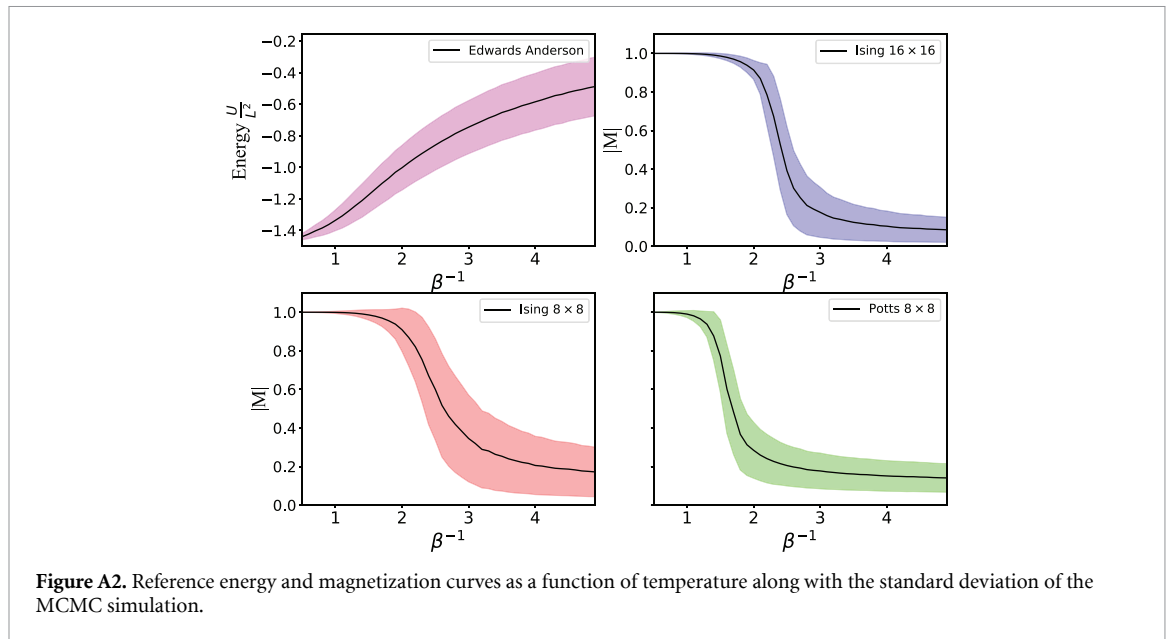 −0.2
−0.4
−0.6
−0.8
−1.0
−1.2
−1.4
Energy U/L²
Edwards Anderson
1 2 3 4
β⁻¹
1.0
0.8
0.6
0.4
0.2
0.0
|M|
Ising 16 × 16
1 2 3 4
β⁻¹
1.0
0.8
0.6
0.4
0.2
0.0
|M|
Ising 8 × 8
1 2 3 4
β⁻¹
Potts 8 × 8
1 2 3 4
β⁻¹
Figure A2. Reference energy and magnetization curves as a function of temperature along with the standard deviation of the
MCMC simulation.